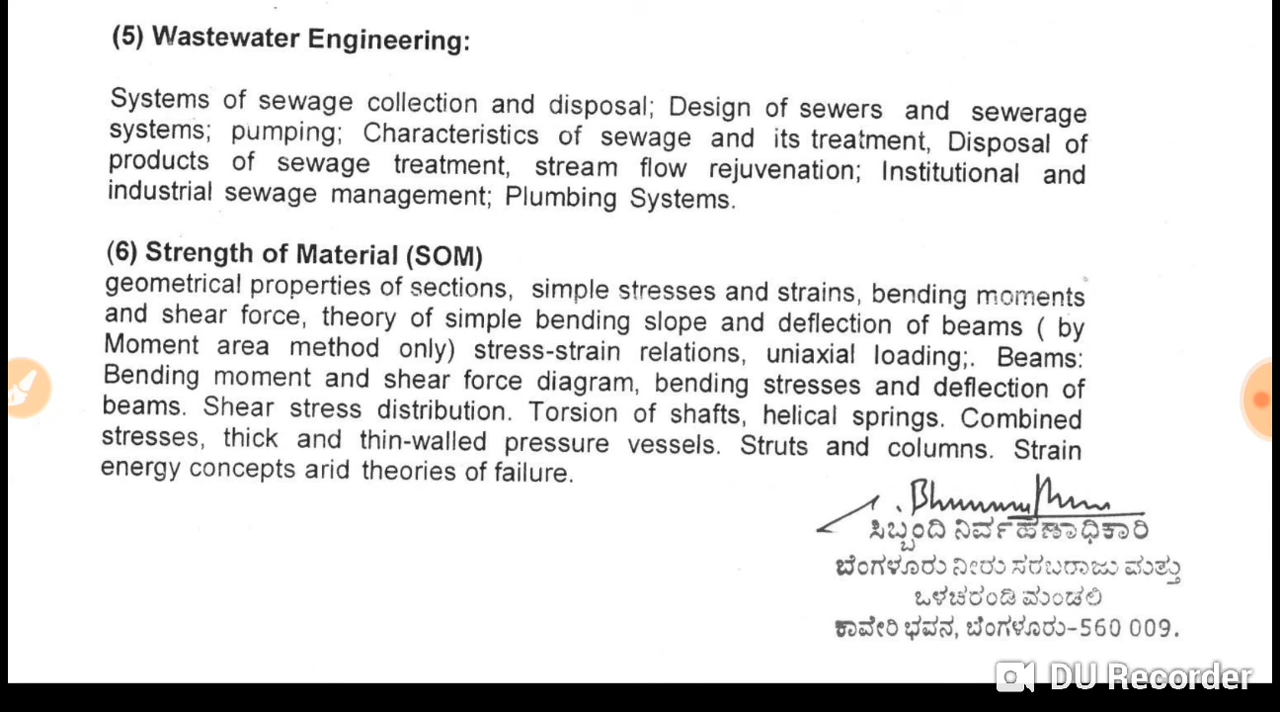 (5) Wastewater Engineering:
Systems of sewage collection and disposal; Design of sewers and sewerage
systems; pumping; Characteristics of sewage and its treatment, Disposal of
products of sewage treatment, stream flow rejuvenation; Institutional and
industrial sewage management; Plumbing Systems.
(6) Strength of Material (SOM)
geometrical properties of sections, simple stresses and strains, bending moments
and shear force, theory of simple bending slope and deflection of beams ( by
Moment area method only) stress-strain relations, uniaxial loading;. Beams:
Bending moment and shear force diagram, bending stresses and deflection of
beams. Shear stress distribution. Torsion of shafts, helical springs. Combined
stresses, thick and thin-walled pressure vessels. Struts and columns. Strain
energy concepts arid theories of failure.
ಸಿಬ್ಬಂದಿ ನಿರ್ವಹಣಾಧಿಕಾರಿ
ಬೆಂಗಳೂರು ನೀರು ಸರಬರಾಜು ಮತ್ತು
ಒಳಚರಂಡಿ ಮಂಡಲಿ
ಕಾವೇರಿ ಭವನ, ಬೆಂಗಳೂರು-560 009.
DU Recorder